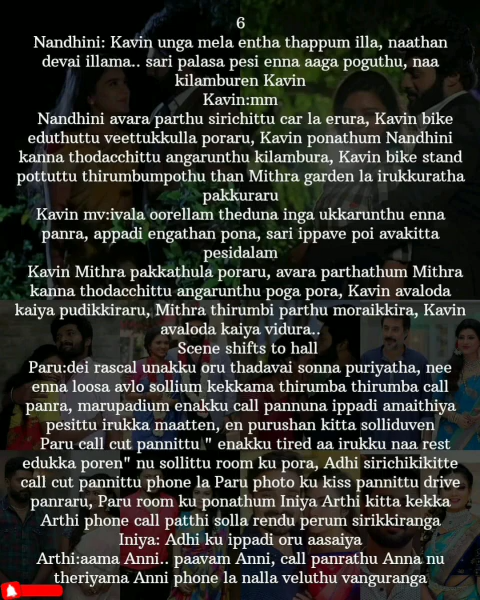 6
Nandhini: Kavin unga mela entha thappum illa, naathan
devai illama.. sari palasa pesi enna aaga poguthu, naa
kilamburen Kavin
Kavin:mm
Nandhini avara parthu sirichittu car la erura, Kavin bike
eduthuttu veettukkulla poraru, Kavin ponathum Nandhini
kanna thodacchittu angarunthu kilambura, Kavin bike stand
pottuttu thirumbumpothu than Mithra garden la irukkuratha
pakkuraru
Kavin mv:ivala oorellam theduna inga ukkarunthu enna
panra, appadi engathan pona, sari ippave poi avakitta
pesidalam
Kavin Mithra pakkathula poraru, avara parthathum Mithra
kanna thodacchittu angarunthu poga pora, Kavin avaloda
kaiya pudikkiraru, Mithra thirumbi parthu moraikkira, Kavin
avaloda kaiya vidura..
Scene shifts to hall
Paru:dei rascal unakku oru thadavai sonna puriyatha, nee
enna loosa avlo sollium kekkama thirumba thirumba call
panra, marupadium enakku call pannuna ippadi amaithiya
pesittu irukka maatten, en purushan kitta solliduven
Paru call cut pannittu " enakku tired aa irukku naa rest
edukka poren" nu sollittu room ku pora, Adhi sirichikikitte
call cut pannittu phone la Paru photo ku kiss pannittu drive
panraru, Paru room ku ponathum Iniya Arthi kitta kekka
Arthi phone call patthi solla rendu perum sirikkiranga
Iniya: Adhi ku ippadi oru aasaiya
Arthi:aama Anni.. paavam Anni, call panrathu Anna nu
theriyama Anni phone la nalla veluthu vanguranga